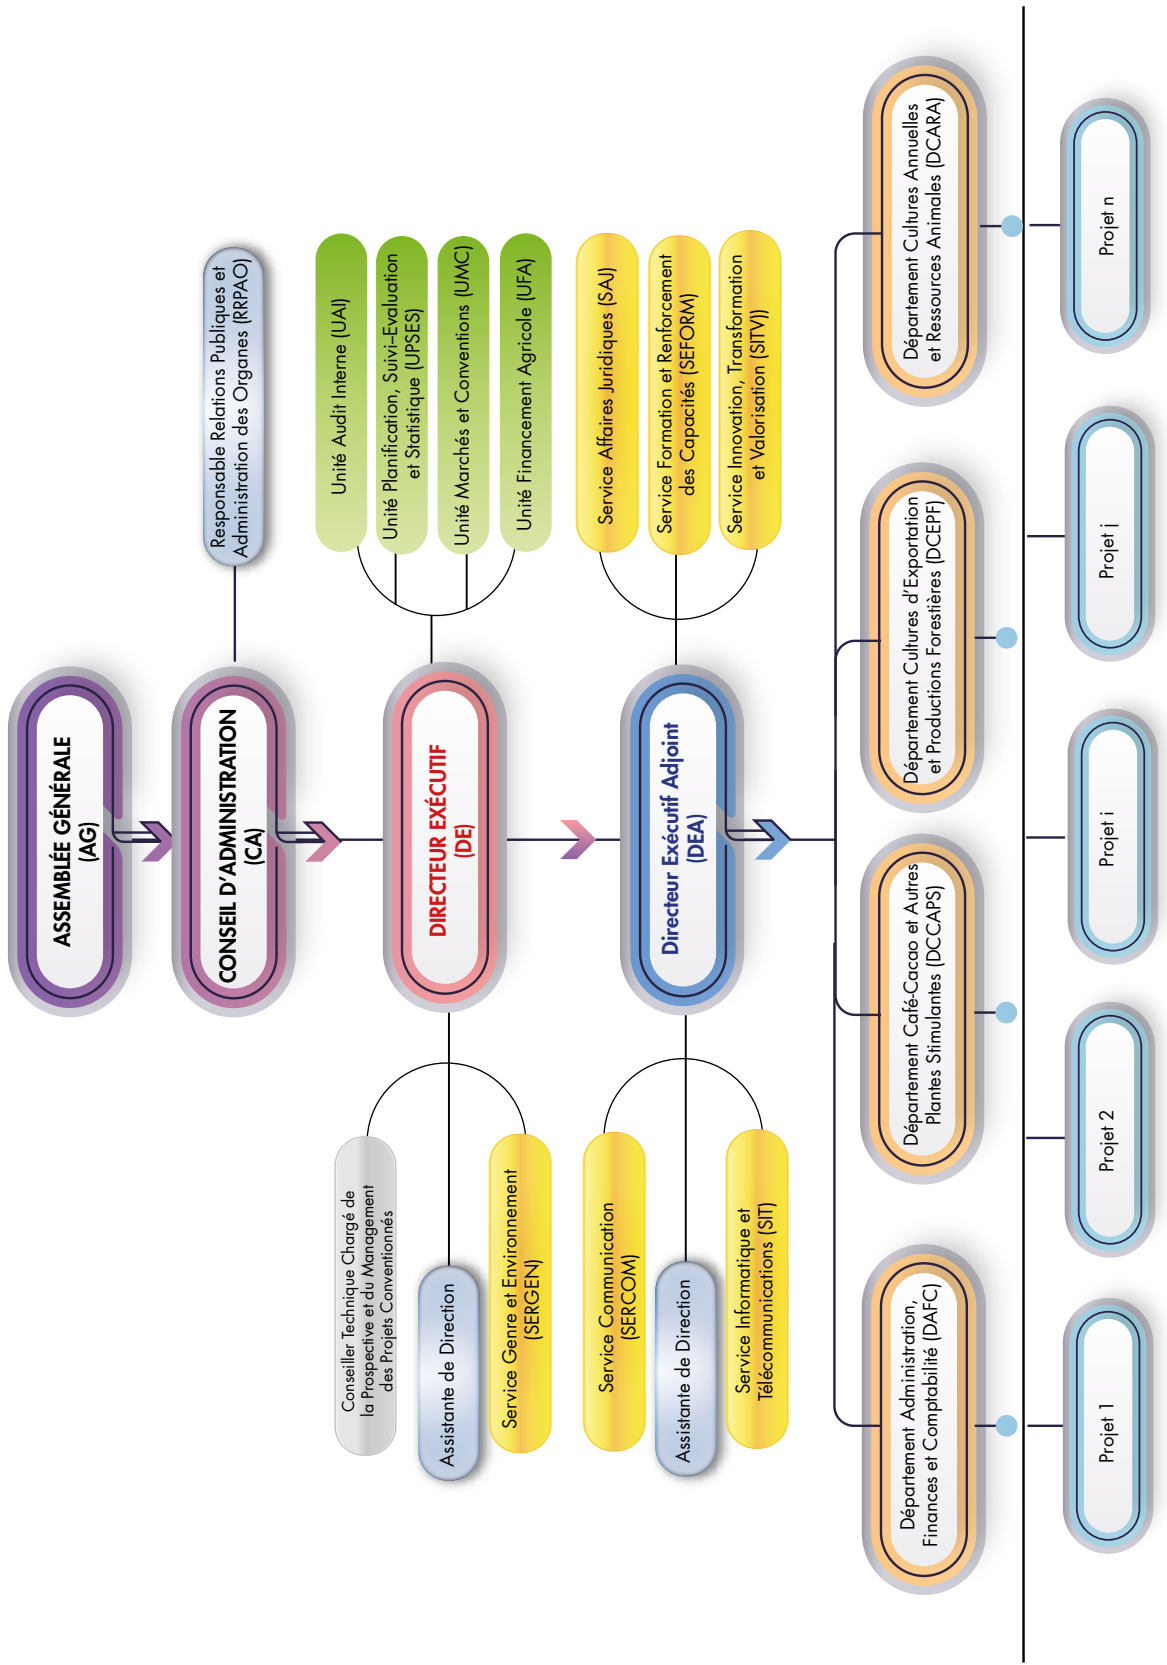 ASSEMBLÉE GÉNÉRALE
(AG)
CONSEIL D'ADMINISTRATION
(CA)
Responsable Relations Publiques et
Administration des Organes (RRPAO)
DIRECTEUR EXÉCUTIF
(DE)
Conseiller Technique Chargé de
la Prospective et du Management
des Projets Conventionnés
Assistante de Direction
Service Genre et Environnement
(SERGEN)
Unité Audit Interne (UAI)
Unité Planification, Suivi-Evaluation
et Statistique (UPSES)
Unité Marchés et Conventions (UMC)
Unité Financement Agricole (UFA)
Directeur Exécutif Adjoint
(DEA)
Service Communication
(SERCOM)
Assistante de Direction
Service Informatique et
Télécommunications (SIT)
Service Affaires Juridiques (SAJ)
Service Formation et Renforcement
des Capacités (SEFORM)
Service Innovation, Transformation
et Valorisation (SITV))
Département Administration,
Finances et Comptabilité (DAFC)
Département Café-Cacao et Autres
Plantes Stimulantes (DCCAPS)
Département Cultures d'Exportation
et Productions Forestières (DCEPF)
Département Cultures Annuelles
et Ressources Animales (DCARA)
Projet 1
Projet 2
Projet i
Projet j
Projet n